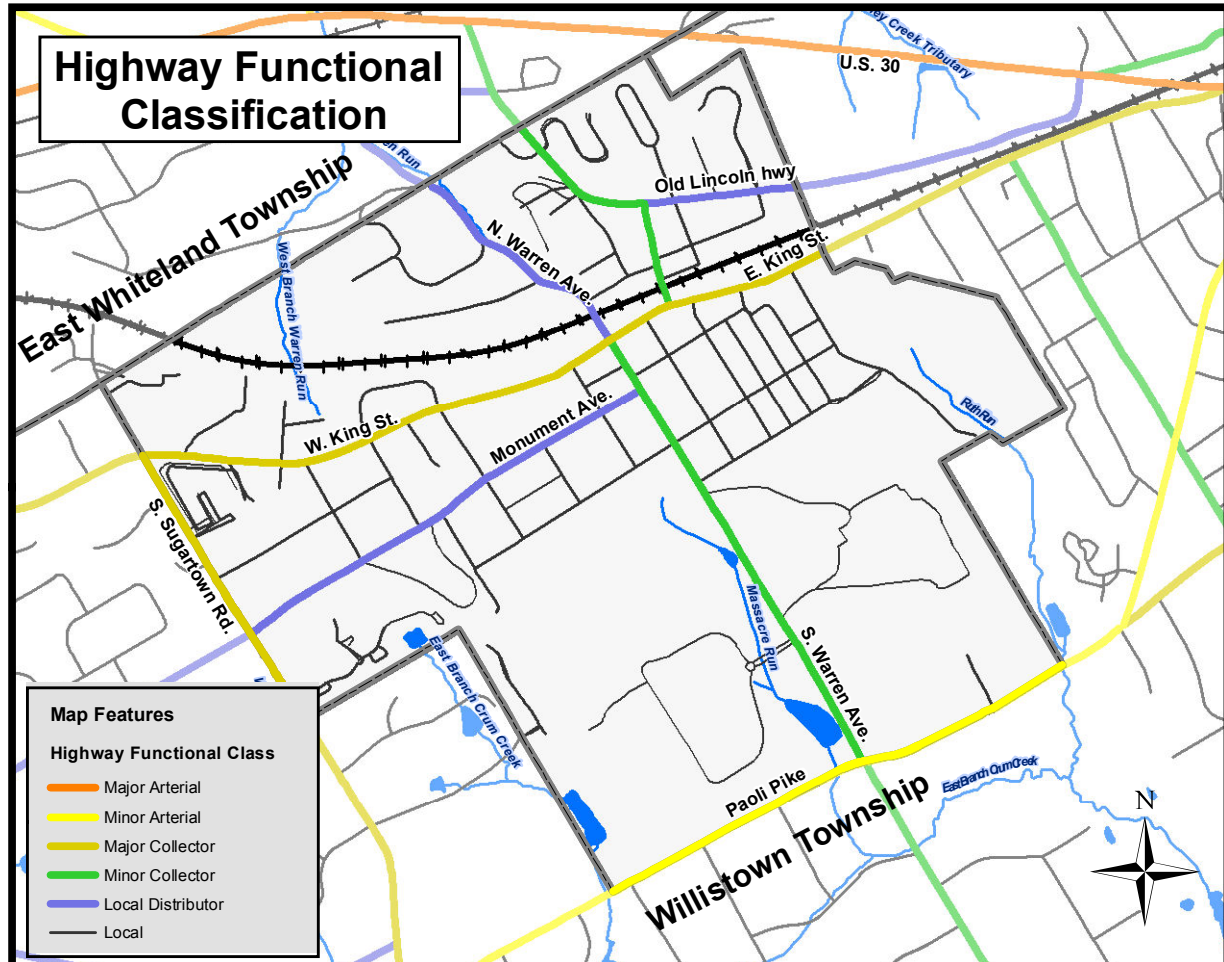 Highway Functional
Classification
ey Creek Tributary
U.S. 30
en Run
East Whiteland Township
Old Lincoln hwy
N. Warren Ave.
E. King St.
West Branch Warren Run
W. King St.
Monument Ave.
Ruth Run
S. Sugartown Rd.
Massacre Run
S. Warren Ave.
East Branch Crum Creek
Paoli Pike
East Branch Crum Creek
Willistown Township
N
Map Features
Highway Functional Class
Major Arterial
Minor Arterial
Major Collector
Minor Collector
Local Distributor
Local